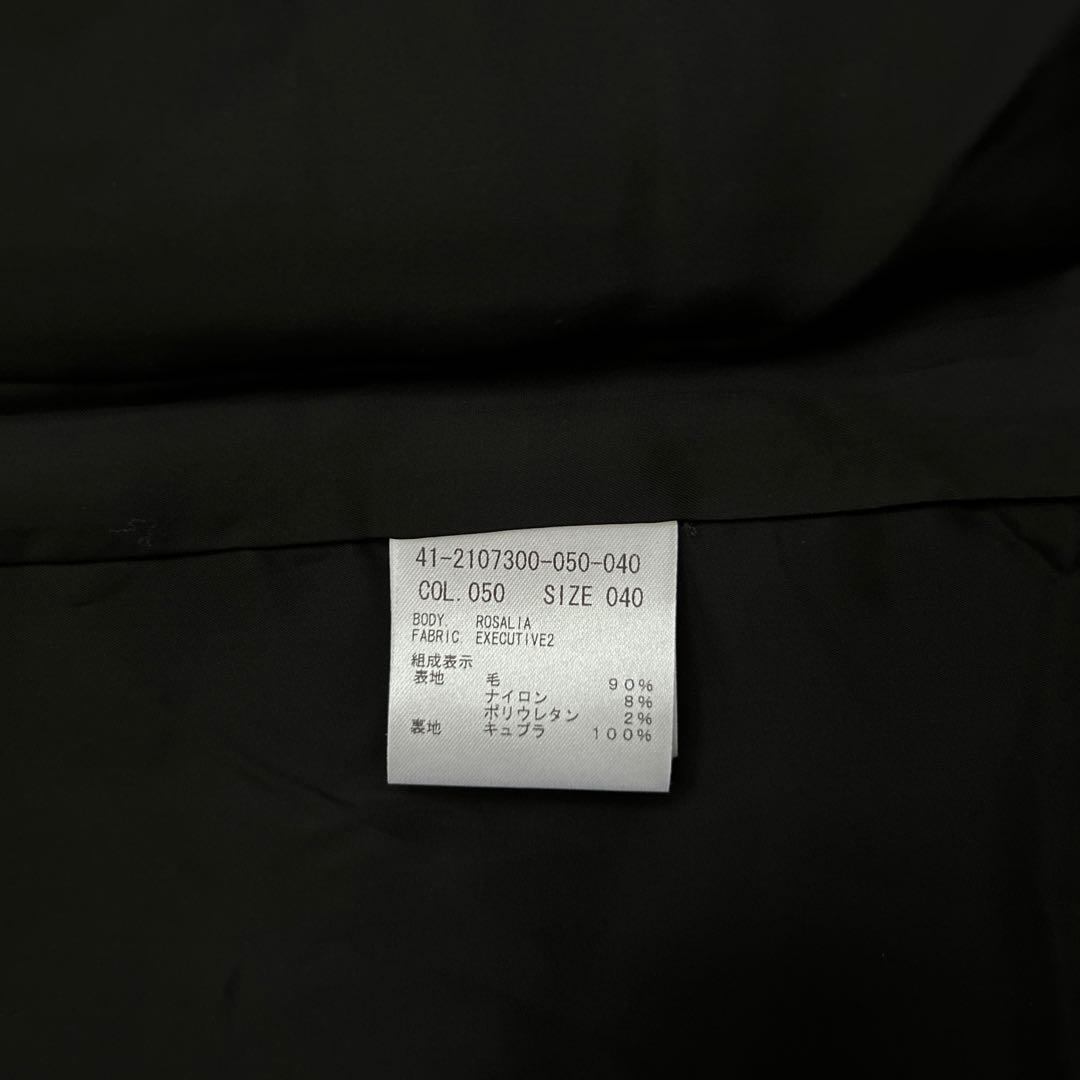 41-2107300-050-040
COL.050 SIZE 040
BODY. ROSALIA
FABRIC EXECUTIVE2
組成表示
表地 毛 90%
ナイロン 8%
ポリウレタン 2%
裏地 キュプラ 100%